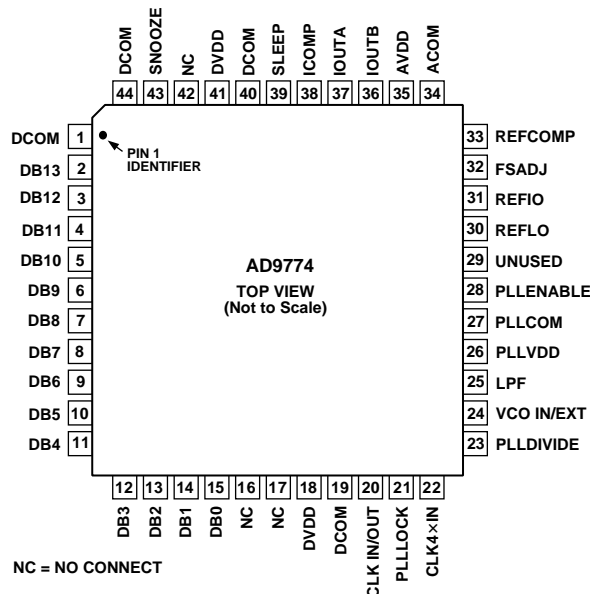 DCOM
SNOOZE
NC
DVDD
DCOM
SLEEP
ICOMP
IOUTA
IOUTB
AVDD
ACOM
44 43 42 41 40 39 38 37 36 35 34
DCOM 1
DB13 2
DB12 3
DB11 4
DB10 5
DB9 6
DB8 7
DB7 8
DB6 9
DB5 10
DB4 11
PIN 1
IDENTIFIER
AD9774
TOP VIEW
(Not to Scale)
33 REFCOMP
32 FSADJ
31 REFIO
30 REFLO
29 UNUSED
28 PLLENABLE
27 PLLCOM
26 PLLVDD
25 LPF
24 VCO IN/EXT
23 PLLDIVIDE
12 13 14 15 16 17 18 19 20 21 22
DB3
DB2
DB1
DB0
NC
NC
DVDD
DCOM
CLK IN/OUT
PLLLOCK
CLK4×IN
NC = NO CONNECT